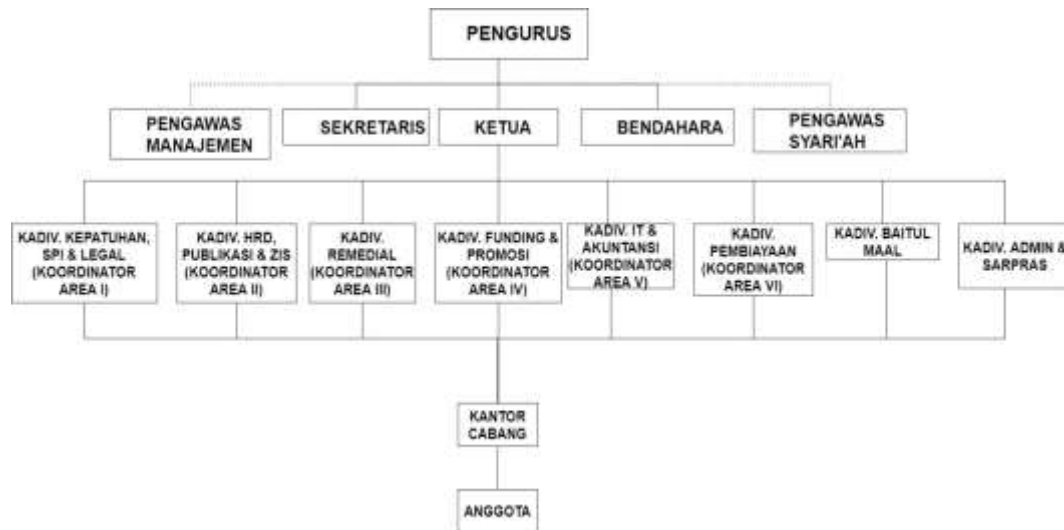 PENGURUS
PENGAWAS
MANAJEMEN
SEKRETARIS
KETUA
BENDAHARA
PENGAWAS
SYARI'AH
KADIV. KEPATUHAN,
SPI & LEGAL
(KOORDINATOR
AREA I)
KADIV. HRD,
PUBLIKASI & ZIS
(KOORDINATOR
AREA II)
KADIV.
REMEDIAL
(KOORDINATOR
AREA III)
KADIV. FUNDING &
PROMOSI
(KOORDINATOR
AREA IV)
KADIV. IT &
AKUNTANSI
(KOORDINATOR
AREA V)
KADIV.
PEMBIAYAAN
(KOORDINATOR
AREA VI)
KADIV. BAITUL
MAAL
KADIV. ADMIN &
SARPRAS
KANTOR
CABANG
ANGGOTA